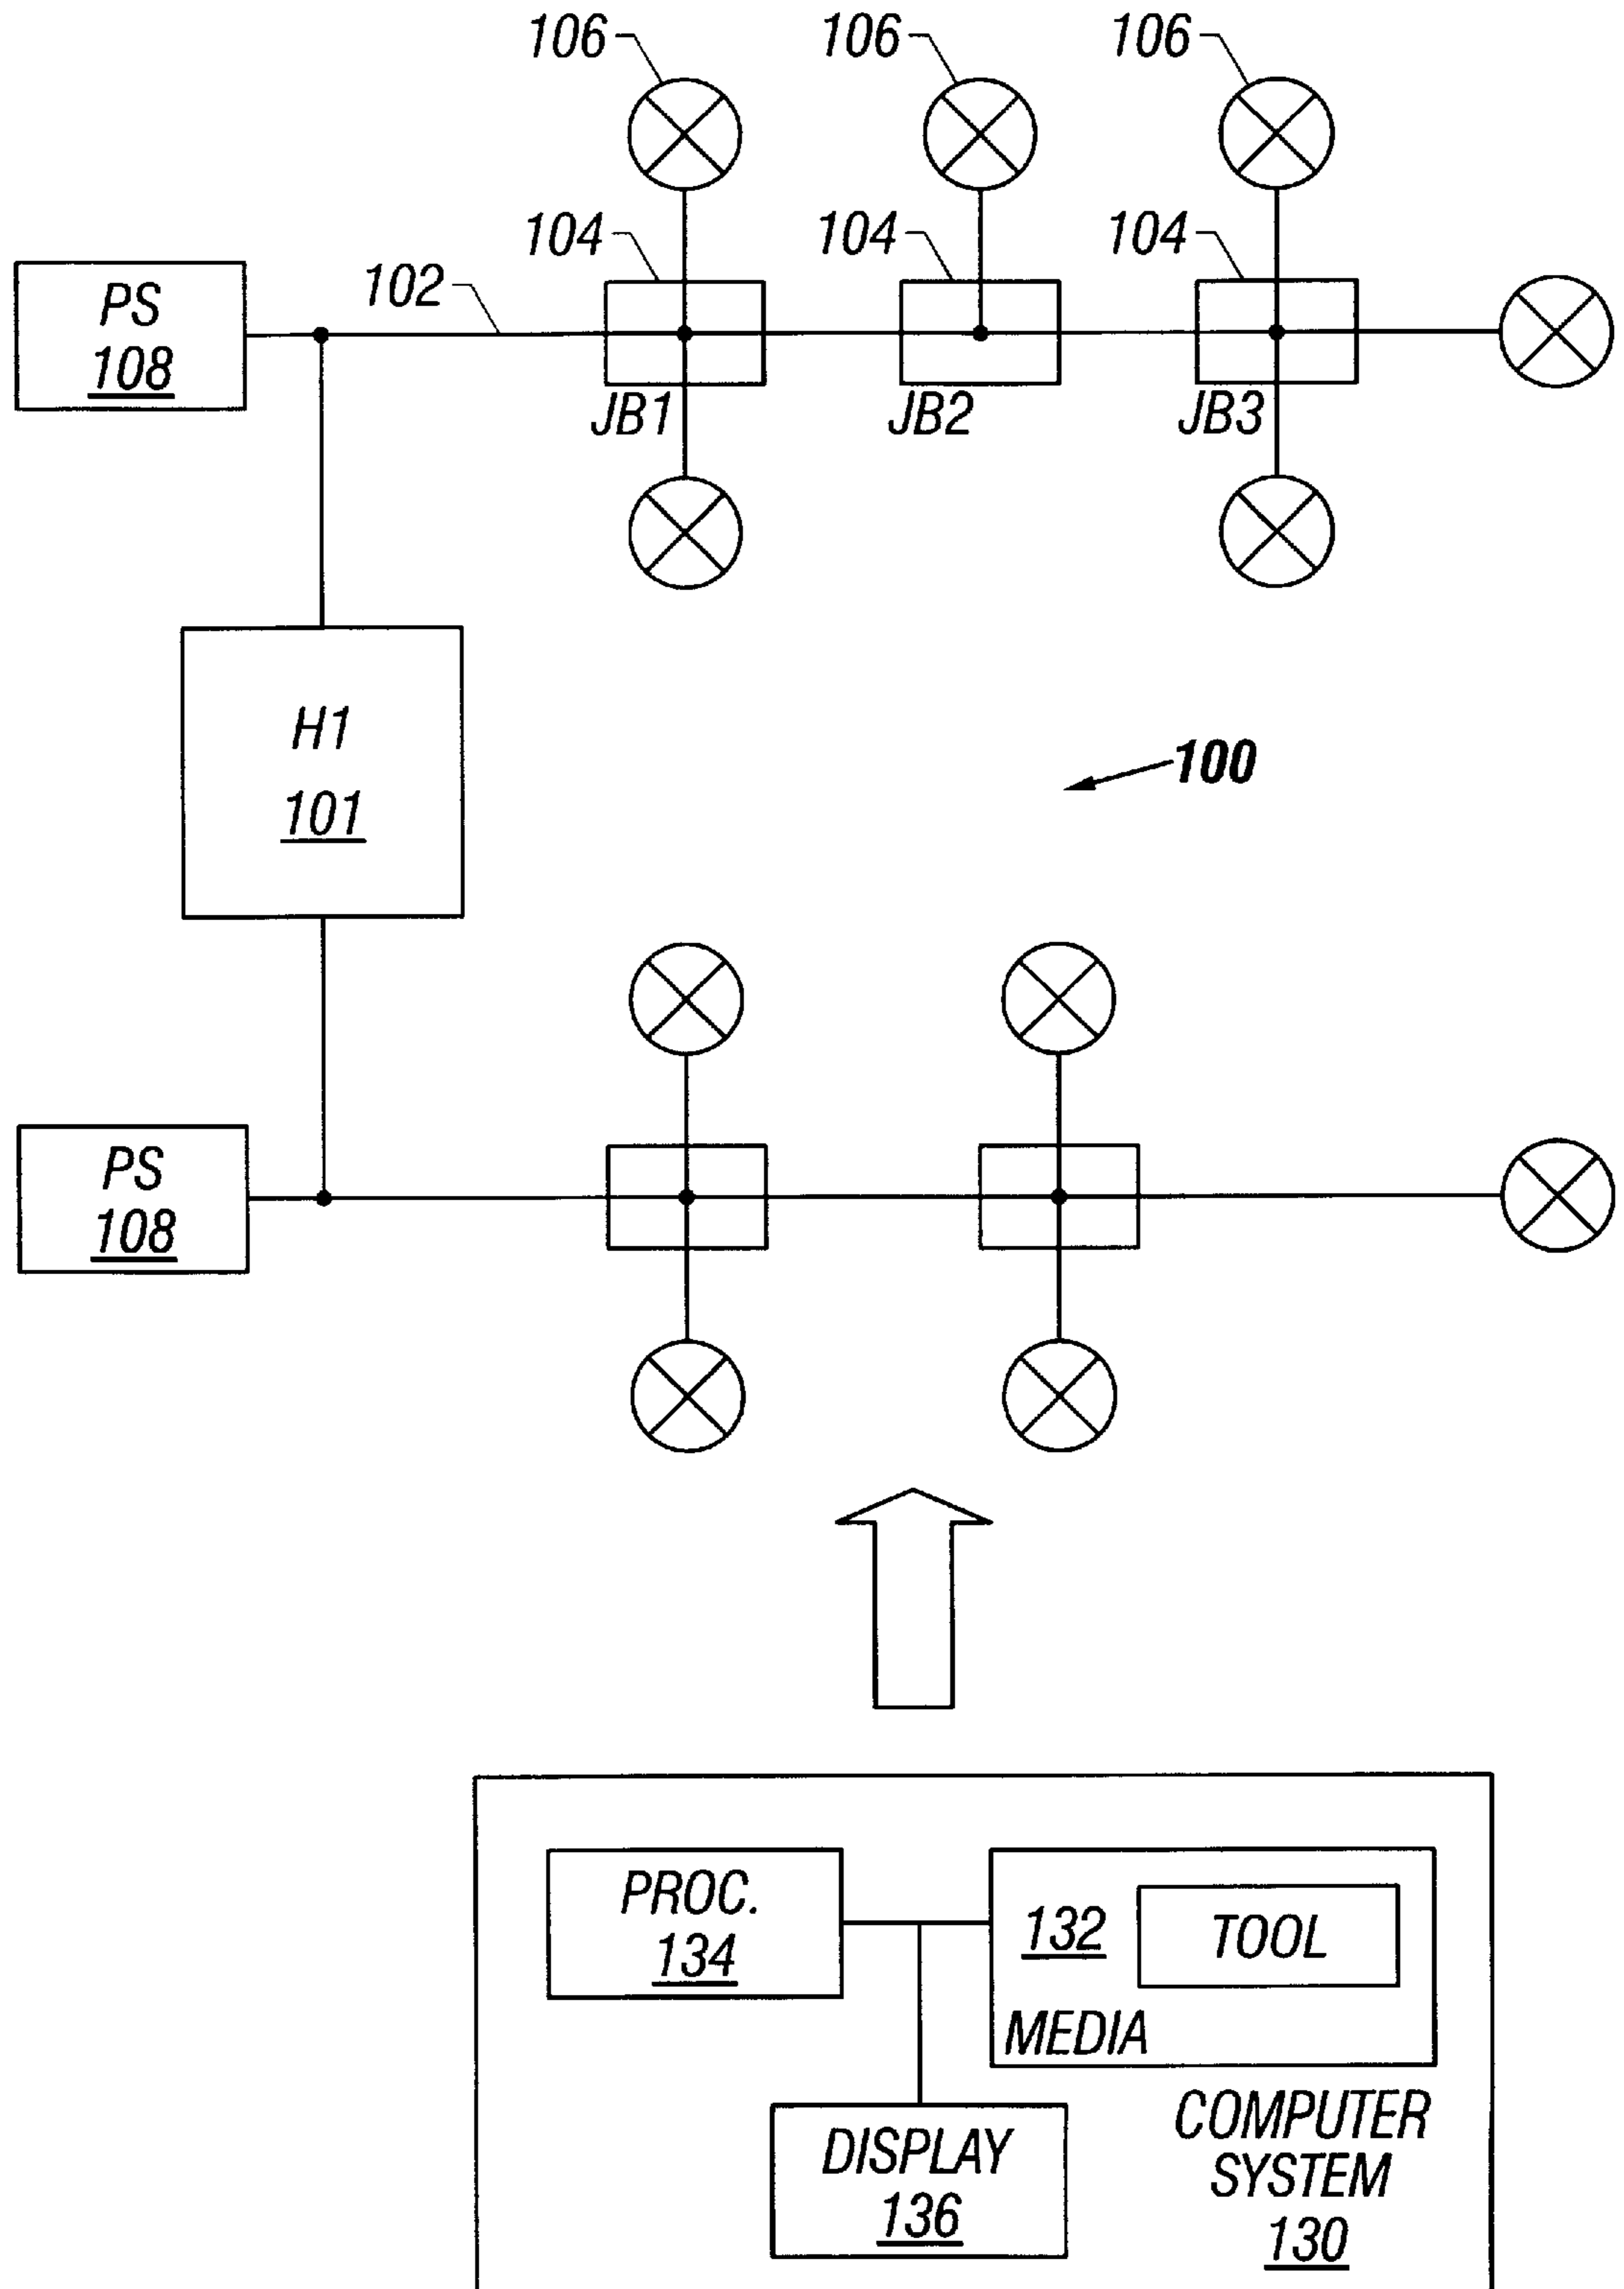 106
106
106
104
104
104
102
PS
108
JB1
JB2
JB3
H1
101
100
PS
108
PROC.
134
132
TOOL
MEDIA
DISPLAY
136
COMPUTER
SYSTEM
130